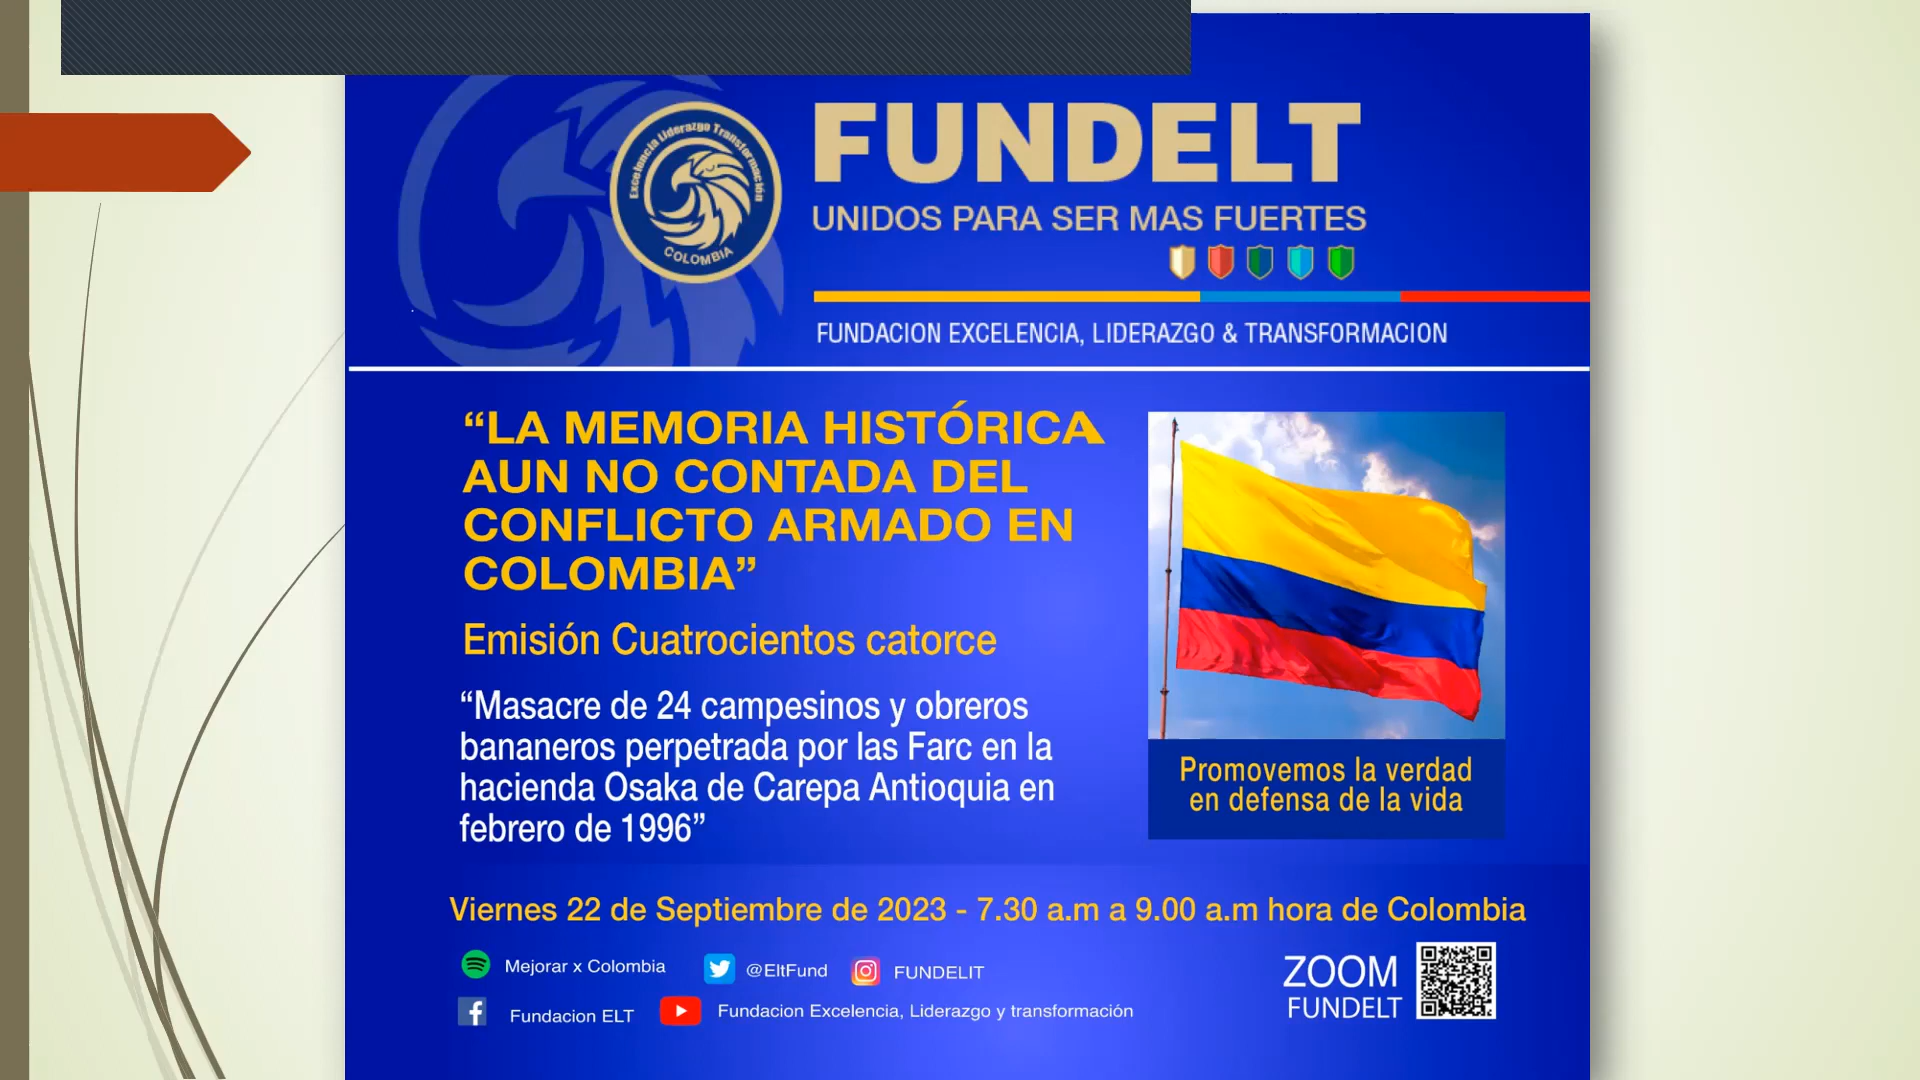 Excelencia Liderazgo Transformación
COLOMBIA
FUNDELT
UNIDOS PARA SER MAS FUERTES
FUNDACION EXCELENCIA, LIDERAZGO & TRANSFORMACION
“LA MEMORIA HISTÓRICA
AUN NO CONTADA DEL
CONFLICTO ARMADO EN
COLOMBIA”
Emisión Cuatrocientos catorce
“Masacre de 24 campesinos y obreros
bananeros perpetrada por las Farc en la
hacienda Osaka de Carepa Antioquia en
febrero de 1996”
Promovemos la verdad
en defensa de la vida
Viernes 22 de Septiembre de 2023 - 7.30 a.m a 9.00 a.m hora de Colombia
Mejorar x Colombia
@EltFund
FUNDELIT
Fundacion ELT
Fundacion Excelencia, Liderazgo y transformación
ZOOM
FUNDELT